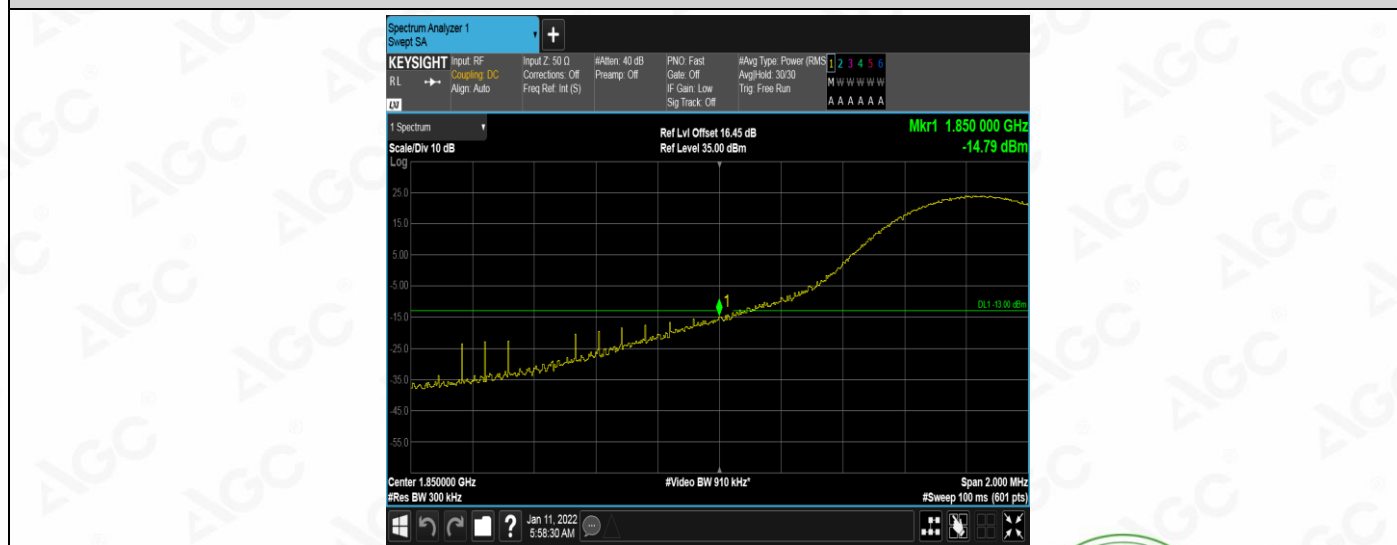 Spectrum Analyzer 1
Swept SA
+
KEYSIGHT Input: RF Input Z: 50 Ω #Atten: 40 dB PNO: Fast #Avg Type: Power (RMS 1 2 3 4 5 6
RL Coupling: DC Corrections: Off Preamp: Off Gate: Off Avg|Hold: 30/30 M W W W W W
Align: Auto Freq Ref: Int (S) IF Gain: Low Trig: Free Run
LXI Sig Track: Off A A A A A A
1 Spectrum Ref Lvl Offset 16.45 dB Mkr1 1.850 000 GHz
Scale/Div 10 dB Ref Level 35.00 dBm -14.79 dBm
Log
25.0
15.0
5.00
-5.00
1
DL1 -13.00 dBm
-15.0
-25.0
-35.0
-45.0
-55.0
Center 1.850000 GHz #Video BW 910 kHz* Span 2.000 MHz
#Res BW 300 kHz #Sweep 100 ms (601 pts)
? Jan 11, 2022
5:58:30 AM
AGC